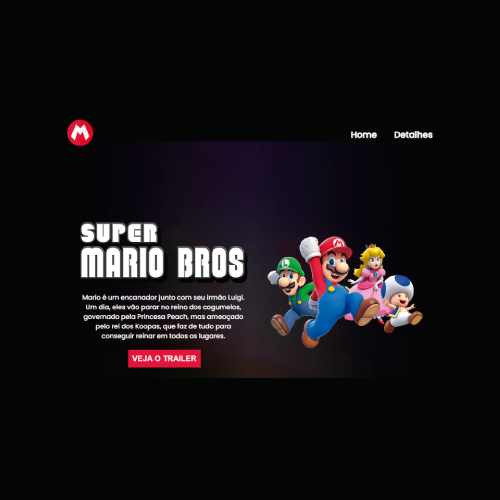 M
Home Detalhes
SUPER
MARIO BROS
Mario é um encanador junto com seu irmão Luigi.
Um dia, eles vão parar no reino dos cogumelos,
governado pela Princesa Peach, mas ameaçado
pelo rei dos Koopas, que faz de tudo para
conseguir reinar em todos os lugares.
VEJA O TRAILER